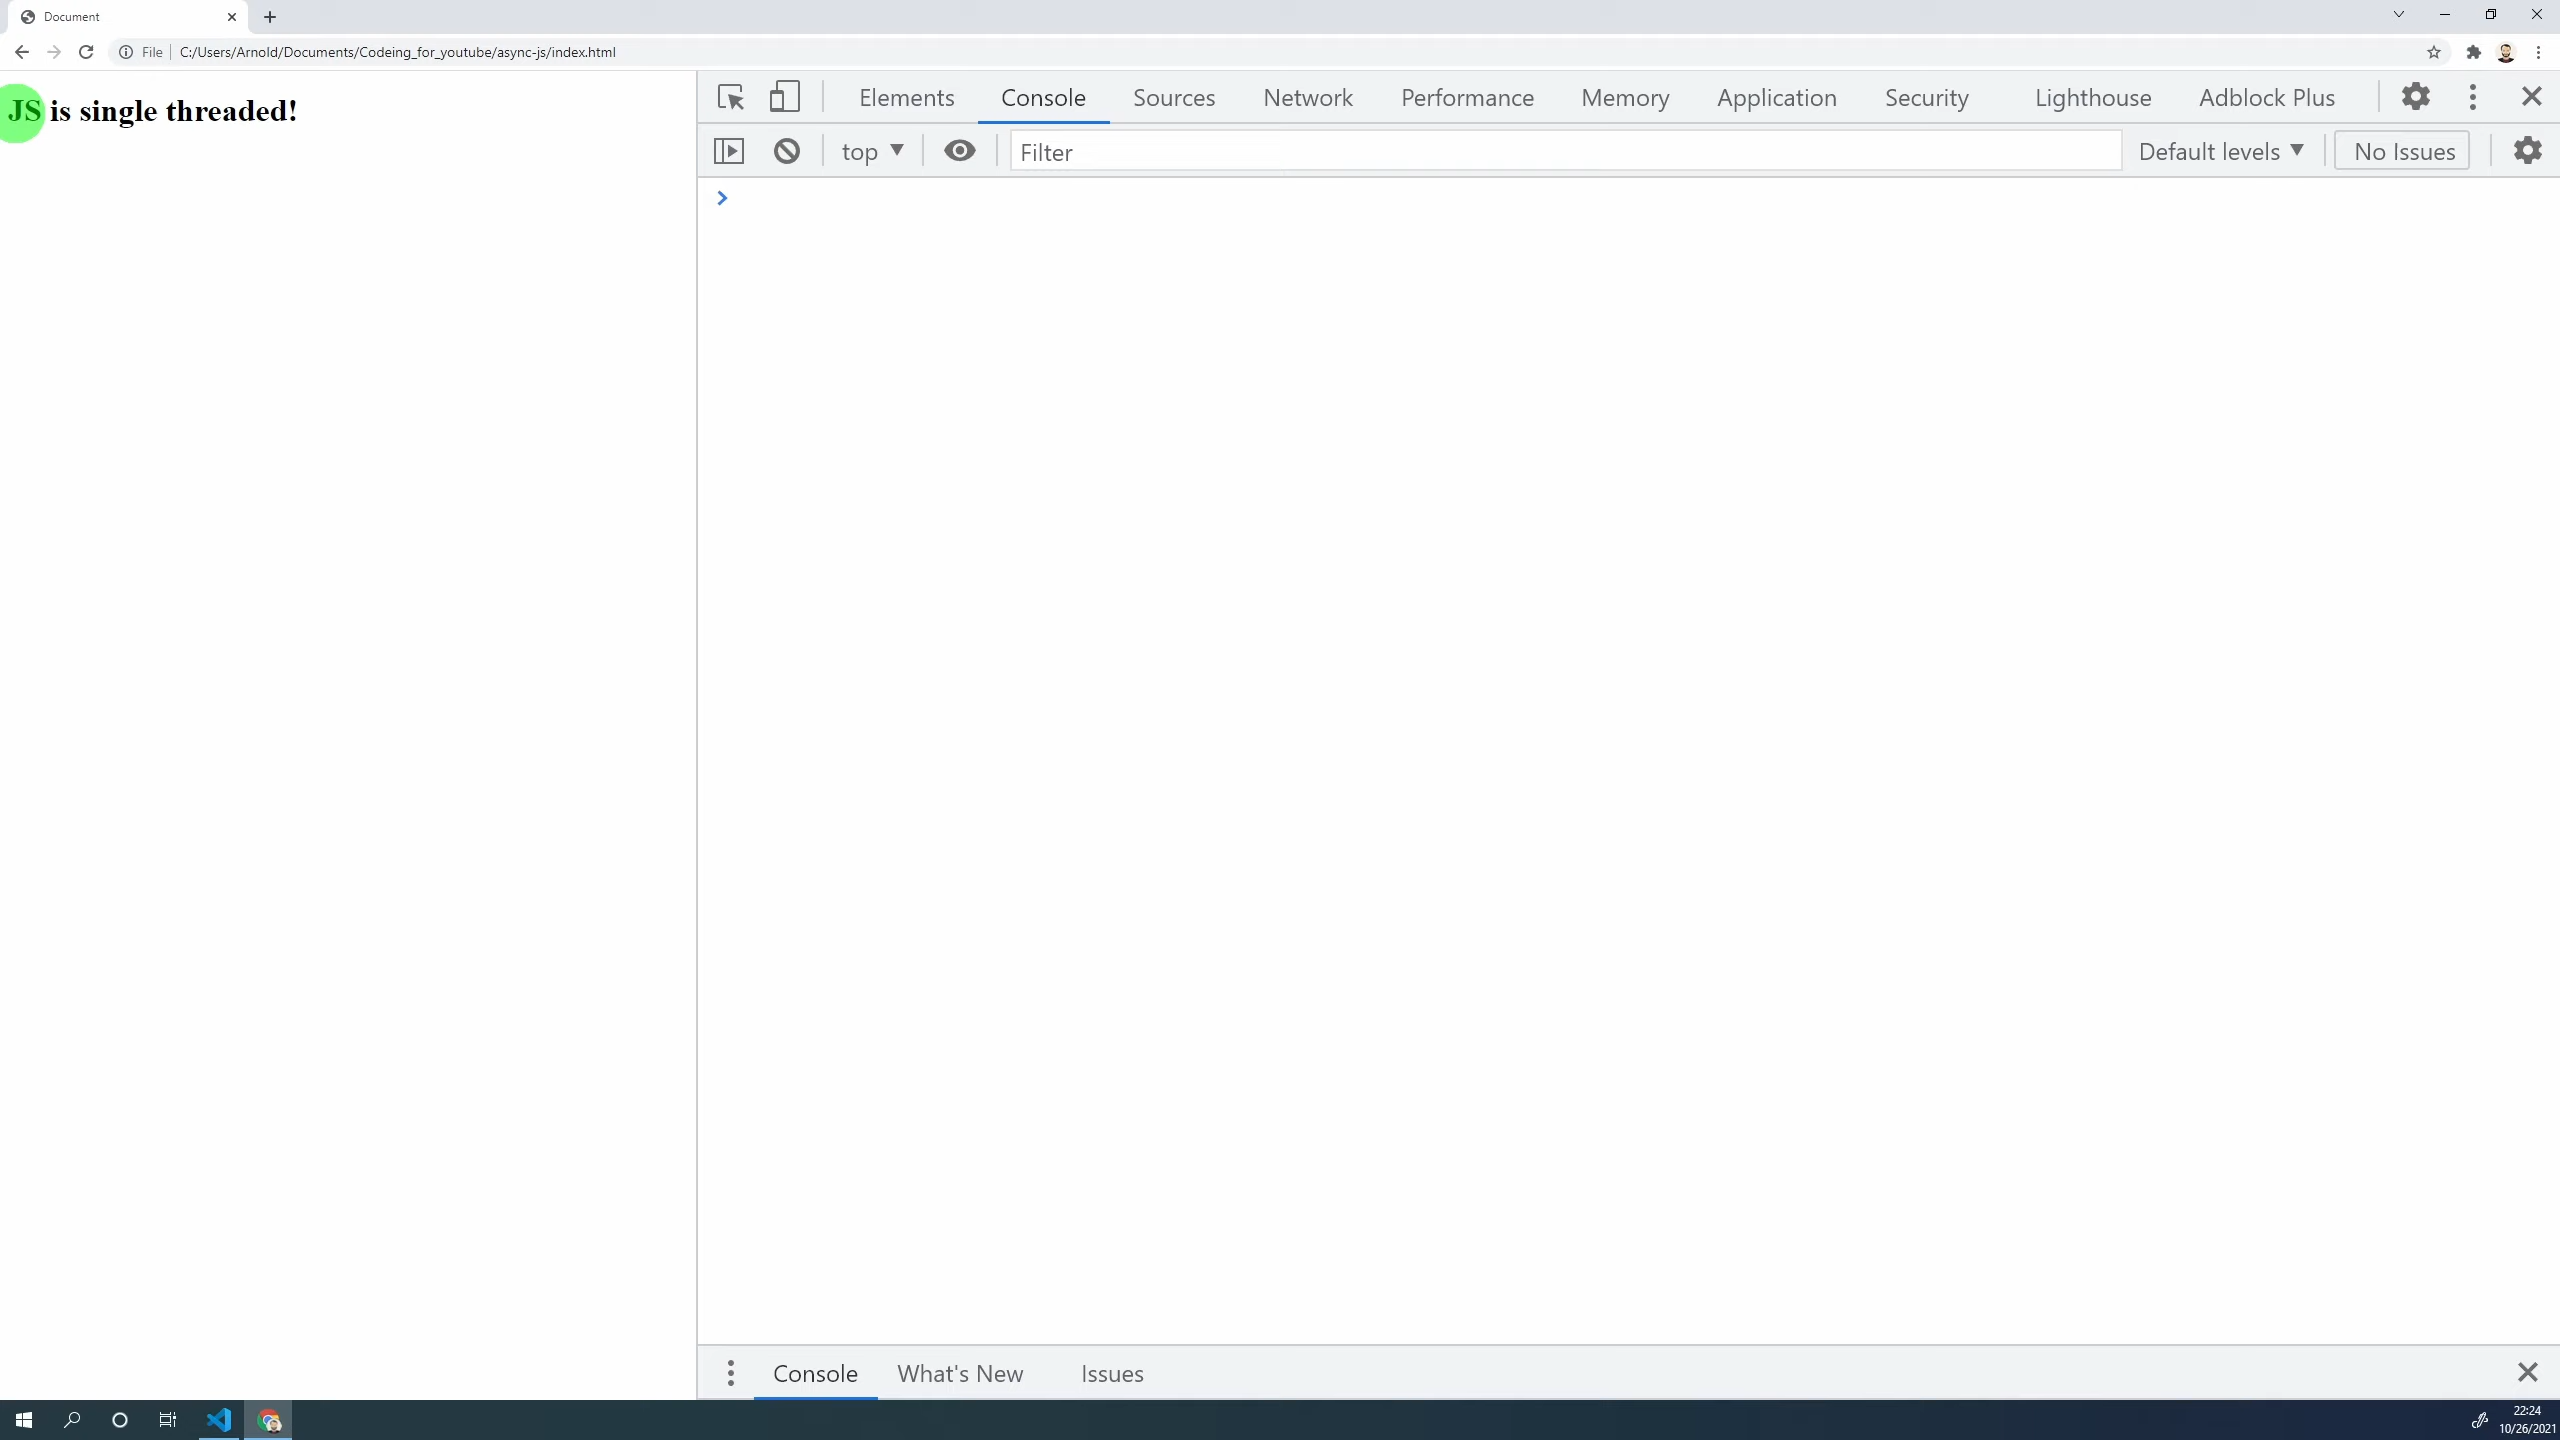 Document
File C:/Users/Arnold/Documents/Codeing_for_youtube/async-js/index.html
JS is single threaded!
Elements Console Sources Network Performance Memory Application Security Lighthouse Adblock Plus
top Filter Default levels No Issues
Console What's New Issues
22:24
10/26/2021